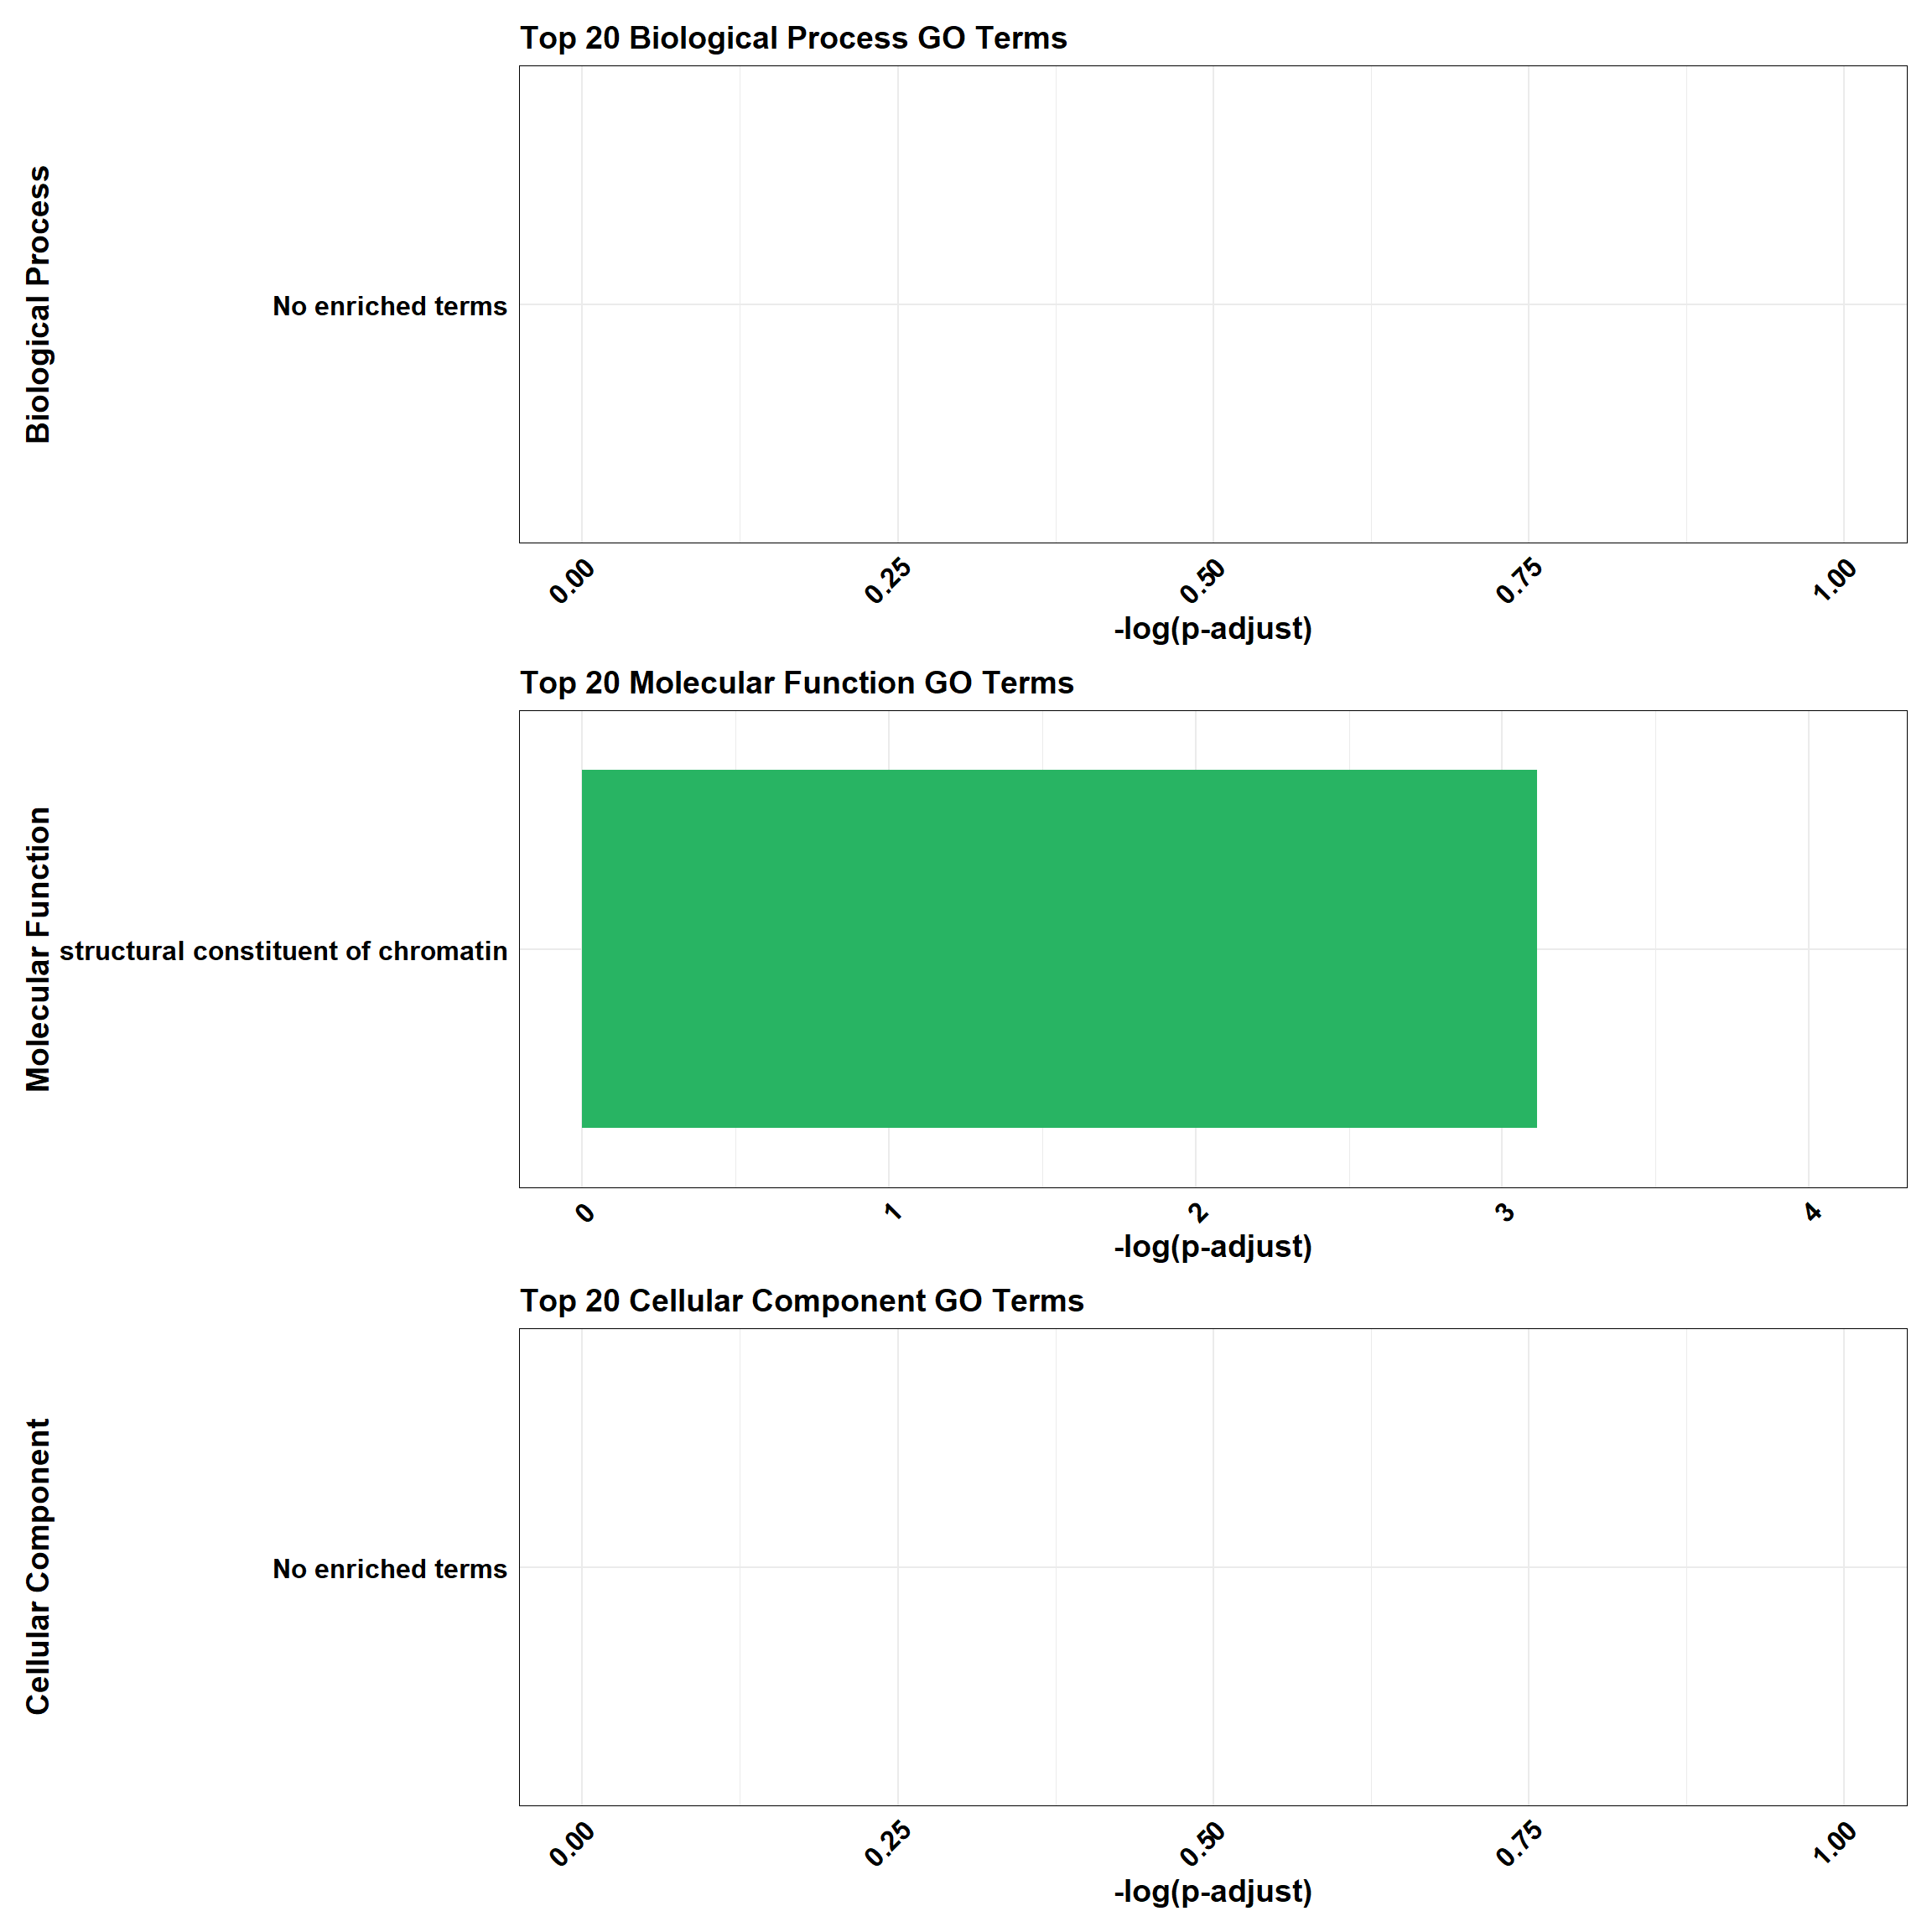 Top 20 Biological Process GO Terms
Biological Process
No enriched terms
0.00 0.25 0.50 0.75 1.00
-log(p-adjust)
Top 20 Molecular Function GO Terms
Molecular Function
structural constituent of chromatin
0 1 2 3 4
-log(p-adjust)
Top 20 Cellular Component GO Terms
Cellular Component
No enriched terms
0.00 0.25 0.50 0.75 1.00
-log(p-adjust)